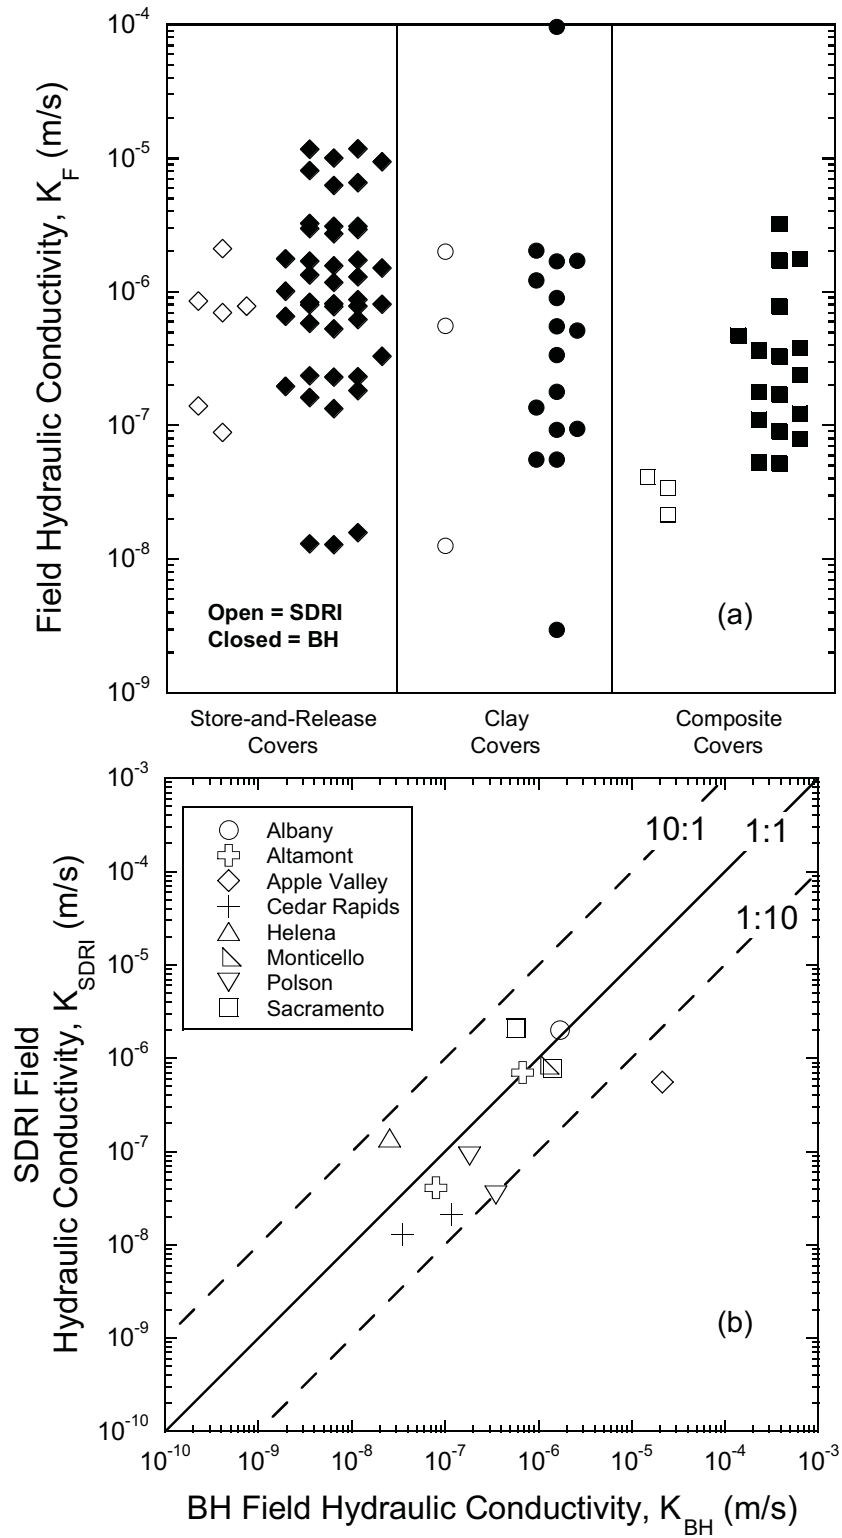 Field Hydraulic Conductivity, K_F (m/s)
10^-4
10^-5
10^-6
10^-7
10^-8
10^-9
Open = SDRI
Closed = BH
(a)
Store-and-Release
Covers
Clay
Covers
Composite
Covers
SDRI Field
Hydraulic Conductivity, K_SDRI (m/s)
10^-3
10^-4
10^-5
10^-6
10^-7
10^-8
10^-9
10^-10
Albany
Altamont
Apple Valley
Cedar Rapids
Helena
Monticello
Polson
Sacramento
10:1
1:1
1:10
(b)
10^-10 10^-9 10^-8 10^-7 10^-6 10^-5 10^-4 10^-3
BH Field Hydraulic Conductivity, K_BH (m/s)